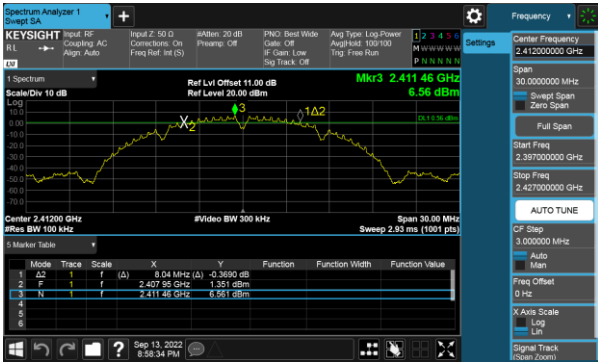 Spectrum Analyzer 1
Swept SA
+
Frequency
KEYSIGHT
Input: RF
Input Z: 50 Ω
#Atten: 20 dB
PNO: Best Wide
Avg Type: Log-Power
1 2 3 4 5 6
RL
Coupling: AC
Corrections: On
Preamp: Off
Gate: Off
Avg|Hold: 100/100
M W W W W W
Align: Auto
Freq Ref: Int (S)
IF Gain: Low
Trig: Free Run
Sig Track: Off
P N N N N N
1 Spectrum
Ref Lvl Offset 11.00 dB
Mkr3 2.411 46 GHz
Scale/Div 10 dB
Ref Level 20.00 dBm
6.56 dBm
Log
10.0
0.00
-10.0
-20.0
-30.0
-40.0
-50.0
-60.0
-70.0
X2
3
1Δ2
Center 2.41200 GHz
#Video BW 300 kHz
Span 30.00 MHz
#Res BW 100 kHz
Sweep 2.93 ms (1001 pts)
5 Marker Table
Mode Trace Scale X Y Function Function Width Function Value
1 Δ2 1 f (Δ) 8.04 MHz (Δ) -0.3690 dB
2 F 1 f 2.407 95 GHz 1.351 dBm
3 N 1 f 2.411 46 GHz 6.561 dBm
4
5
6
?
Sep 13, 2022
8:58:34 PM
Settings
Center Frequency
2.412000000 GHz
Span
30.0000000 MHz
Swept Span
Zero Span
Full Span
Start Freq
2.397000000 GHz
Stop Freq
2.427000000 GHz
AUTO TUNE
CF Step
3.000000 MHz
Auto
Man
Freq Offset
0 Hz
X Axis Scale
Log
Lin
Signal Track
(Span Zoom)